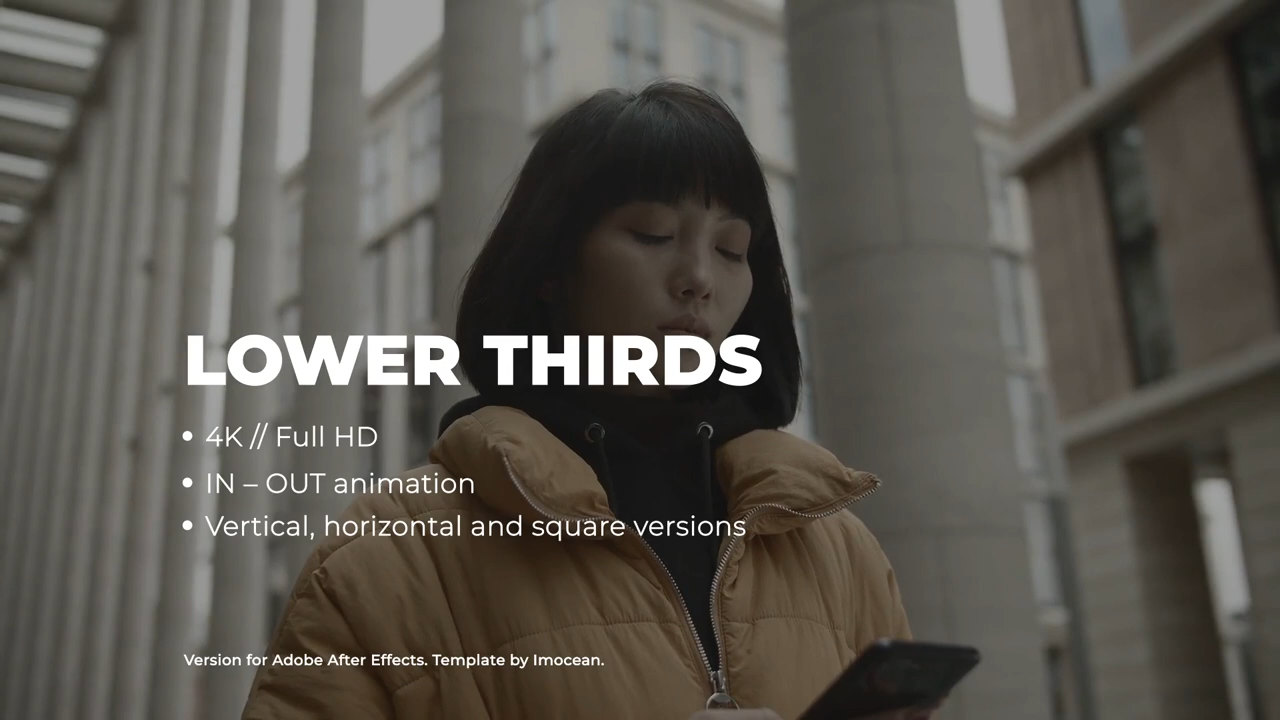 LOWER THIRDS
• 4K // Full HD
• IN – OUT animation
• Vertical, horizontal and square versions
Version for Adobe After Effects. Template by Imocean.